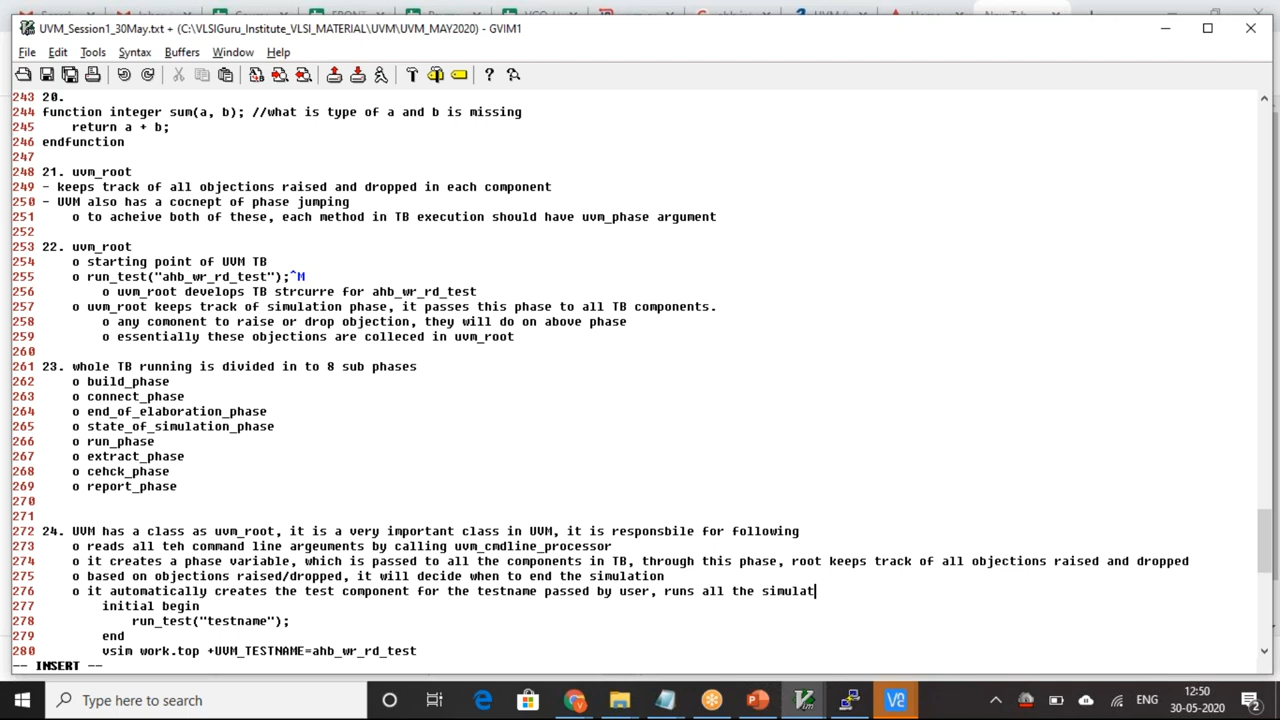 UVM_Session1_30May.txt + (C:\VLSIGuru_Institute_VLSI_MATERIAL\UVM\UVM_MAY2020) - GVIM1
File Edit Tools Syntax Buffers Window Help
243 20.
244 function integer sum(a, b); //what is type of a and b is missing
245     return a + b;
246 endfunction
247
248 21. uvm_root
249 - keeps track of all objections raised and dropped in each component
250 - UVM also has a cocnept of phase jumping
251     o to acheive both of these, each method in TB execution should have uvm_phase argument
252
253 22. uvm_root
254     o starting point of UVM TB
255     o run_test("ahb_wr_rd_test");^M
256         o uvm_root develops TB strcurre for ahb_wr_rd_test
257     o uvm_root keeps track of simulation phase, it passes this phase to all TB components.
258         o any comonent to raise or drop objection, they will do on above phase
259         o essentially these objections are colleced in uvm_root
260
261 23. whole TB running is divided in to 8 sub phases
262     o build_phase
263     o connect_phase
264     o end_of_elaboration_phase
265     o state_of_simulation_phase
266     o run_phase
267     o extract_phase
268     o cehck_phase
269     o report_phase
270
271
272 24. UVM has a class as uvm_root, it is a very important class in UVM, it is responsbile for following
273     o reads all teh command line argeuments by calling uvm_cmdline_processor
274     o it creates a phase variable, which is passed to all the components in TB, through this phase, root keeps track of all objections raised and dropped
275     o based on objections raised/dropped, it will decide when to end the simulation
276     o it automatically creates the test component for the testname passed by user, runs all the simulat
277         initial begin
278             run_test("testname");
279         end
280         vsim work.top +UVM_TESTNAME=ahb_wr_rd_test
-- INSERT --
Type here to search
ENG
12:50
30-05-2020
2